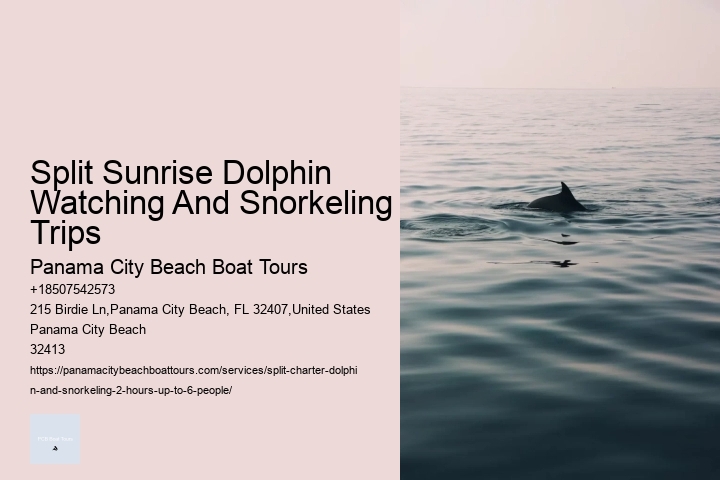 Split Sunrise Dolphin
Watching And Snorkeling
Trips
Panama City Beach Boat Tours
+18507542573
215 Birdie Ln,Panama City Beach, FL 32407,United States
Panama City Beach
32413
https://panamacitybeachboattours.com/services/split-charter-dolphi
n-and-snorkeling-2-hours-up-to-6-people/